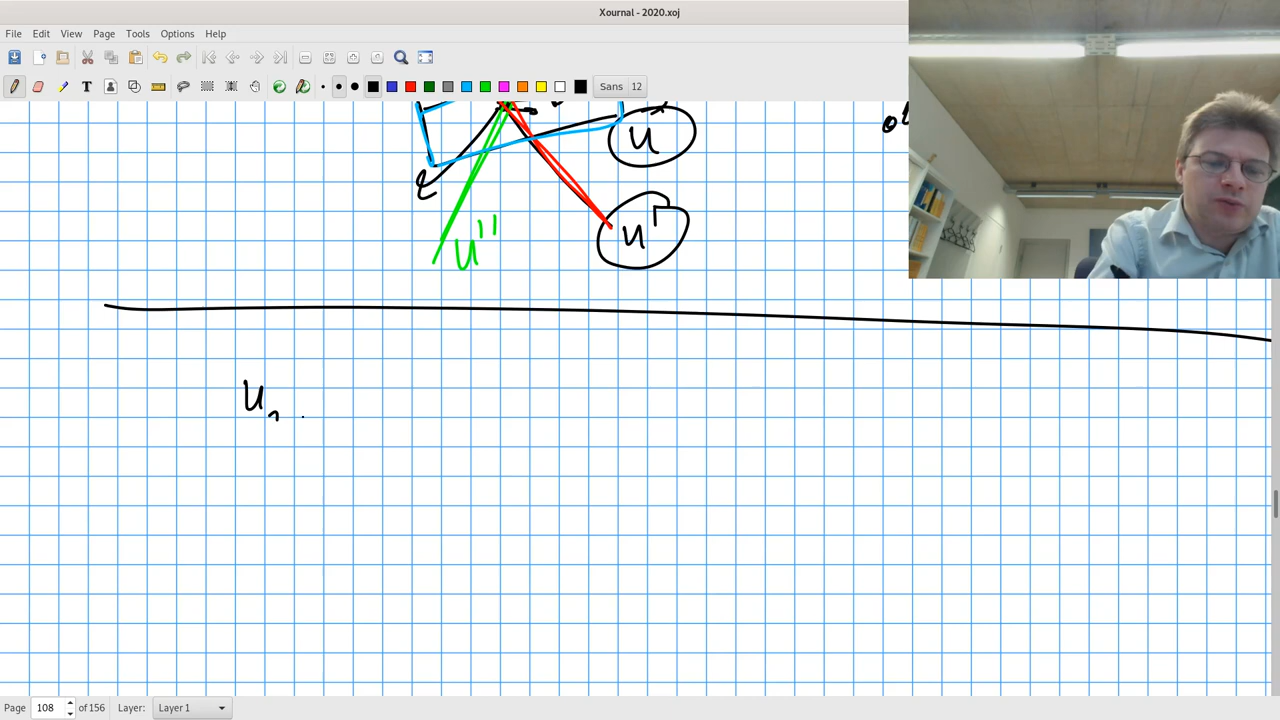 Xournal - 2020.xoj
File Edit View Page Tools Options Help
Sans 12
u
u
u''
u₁
Page 108 of 156 Layer: Layer 1